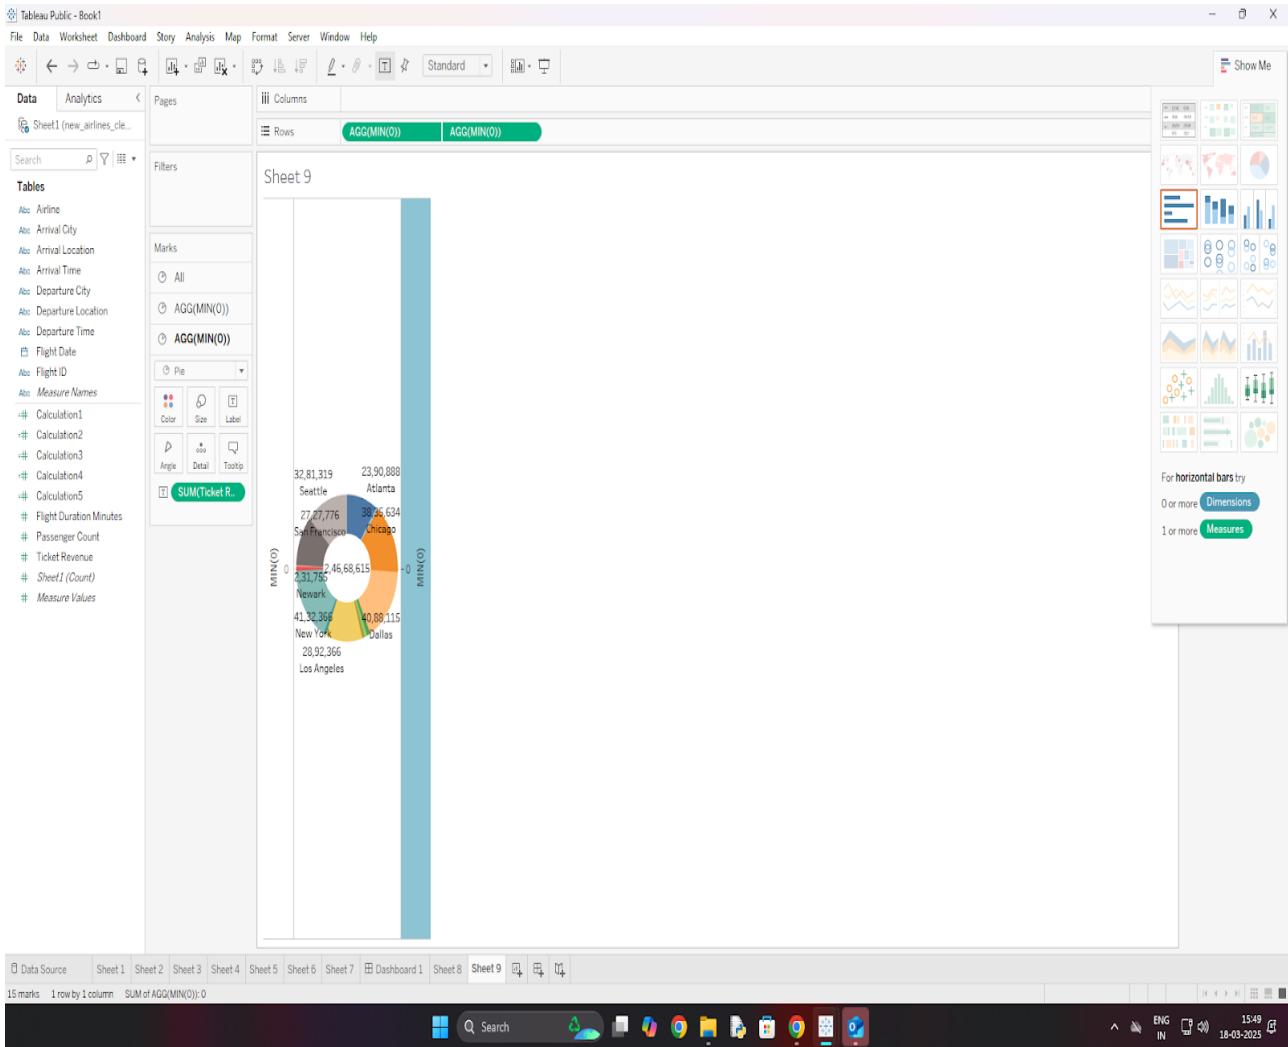 Tableau Public - Book1
File Data Worksheet Dashboard Story Analysis Map Format Server Window Help
Standard
Show Me
Data Analytics
Sheet1 (new_airlines_cle...
Search
Tables
Abc Airline
Abc Arrival City
Abc Arrival Location
Abc Arrival Time
Abc Departure City
Abc Departure Location
Abc Departure Time
Flight Date
Abc Flight ID
Abc Measure Names
=# Calculation1
=# Calculation2
=# Calculation3
=# Calculation4
=# Calculation5
# Flight Duration Minutes
# Passenger Count
# Ticket Revenue
# Sheet1 (Count)
# Measure Values
Pages
Filters
Marks
All
AGG(MIN(0))
AGG(MIN(0))
Pie
Color Size Label
Angle Detail Tooltip
SUM(Ticket R..
Columns
Rows AGG(MIN(0)) AGG(MIN(0))
Sheet 9
32,81,319
Seattle
23,90,888
Atlanta
27,27,776
San Francisco
38,35,634
Chicago
MIN(0)
0
2,46,68,615
0
MIN(0)
2,31,755
Newark
41,32,366
New York
40,88,115
Dallas
28,92,366
Los Angeles
For horizontal bars try
0 or more Dimensions
1 or more Measures
Data Source Sheet 1 Sheet 2 Sheet 3 Sheet 4 Sheet 5 Sheet 6 Sheet 7 Dashboard 1 Sheet 8 Sheet 9
15 marks 1 row by 1 column SUM of AGG(MIN(0)): 0
Search
ENG
IN
15:49
18-03-2025